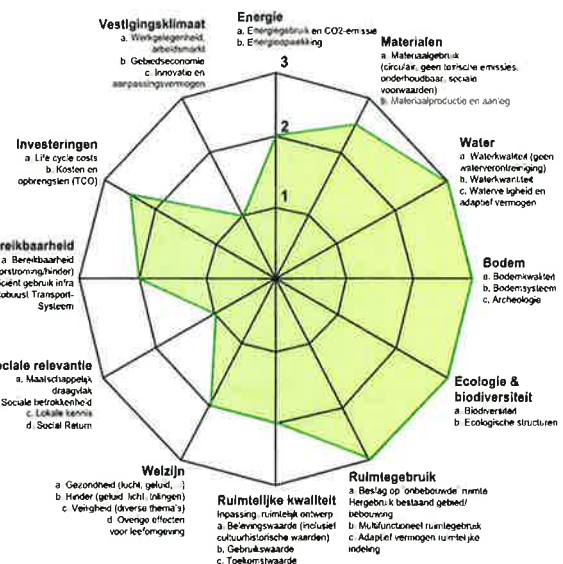 Energie
a. Energiegebruik en CO2-emissie
b. Energieopwekking
Materialen
a. Materiaalgebruik
(circulair, geen toxische emissies,
onderhoudbaar, sociale
voorwaarden)
b. Materiaalproductie en aanleg
Water
a. Waterkwaliteit (geen
waterverontreiniging)
b. Waterkwantiteit
c. Waterveiligheid en
adaptief vermogen
Bodem
a. Bodemkwaliteit
b. Bodemsysteem
c. Archeologie
Ecologie &
biodiversiteit
a. Biodiversiteit
b. Ecologische structuren
Ruimtegebruik
a. Beslag op onbebouwde ruimte
Hergebruik bestaand gebied/
bebouwing
b. Multifunctioneel ruimtegebruik
c. Adaptief vermogen ruimtelijke
indeling
Ruimtelijke kwaliteit
Inpassing, ruimtelijk ontwerp
a. Belevingswaarde (inclusief
cultuurhistorische waarden)
b. Gebruikswaarde
c. Toekomstwaarde
Welzijn
a. Gezondheid (lucht, geluid, )
b. Hinder (geluid, licht, trillingen)
c. Veiligheid (diverse thema's)
d. Overige effecten
voor leefomgeving
ciale relevantie
a. Maatschappelijk
draagvlak
Sociale betrokkenheid
c. Lokale kennis
d. Social Return
reikbaarheid
a. Bereikbaarheid
orstroming/hinder)
ciënt gebruik infra
obuust Transport-
Systeem
Investeringen
a. Life cycle costs
b. Kosten en
opbrengsten (TCO)
Vestigingsklimaat
a. Werkgelegenheid,
arbeidsmarkt
b. Gebiedseconomie
c. Innovatie en
aanpassingsvermogen
3
2
1